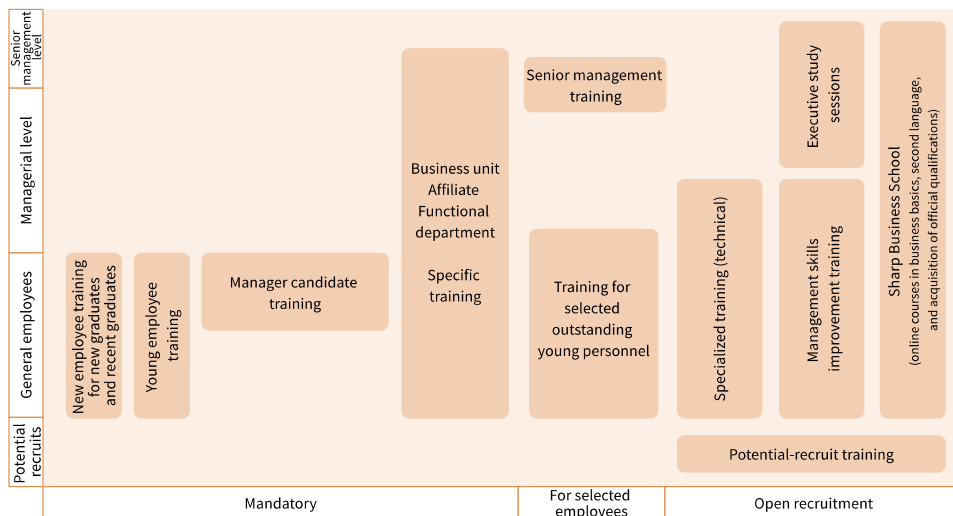 Senior
management
level
Managerial level
General employees
Potential
recruits
New employee training
for new graduates
and recent graduates
Young employee
training
Manager candidate
training
Business unit
Affiliate
Functional
department
Specific
training
Senior management
training
Training for
selected
outstanding
young personnel
Specialized training (technical)
Executive study
sessions
Management skills
improvement training
Sharp Business School
(online courses in business basics, second language,
and acquisition of official qualifications)
Potential-recruit training
Mandatory
For selected
employees
Open recruitment